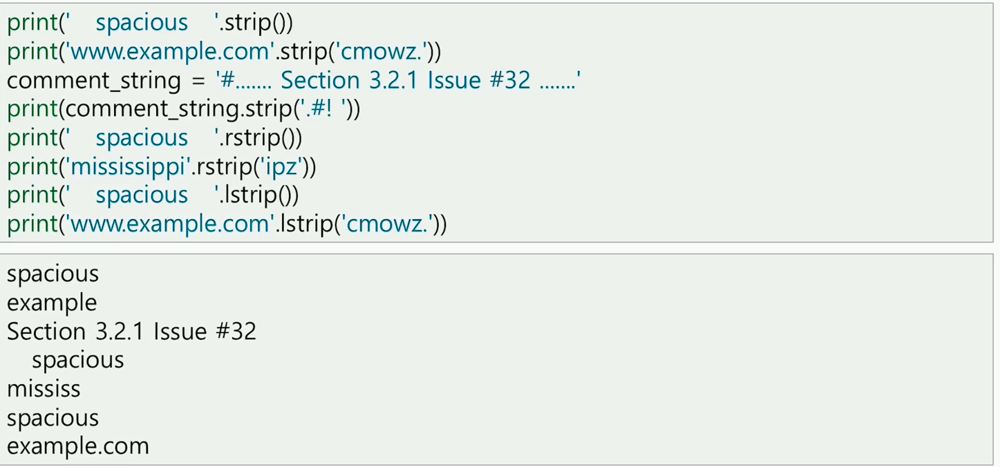 print('   spacious   '.strip())
print('www.example.com'.strip('cmowz.'))
comment_string = '#....... Section 3.2.1 Issue #32 .......'
print(comment_string.strip('.#! '))
print('   spacious   '.rstrip())
print('mississippi'.rstrip('ipz'))
print('   spacious   '.lstrip())
print('www.example.com'.lstrip('cmowz.'))
spacious
example
Section 3.2.1 Issue #32
   spacious
mississ
spacious
example.com